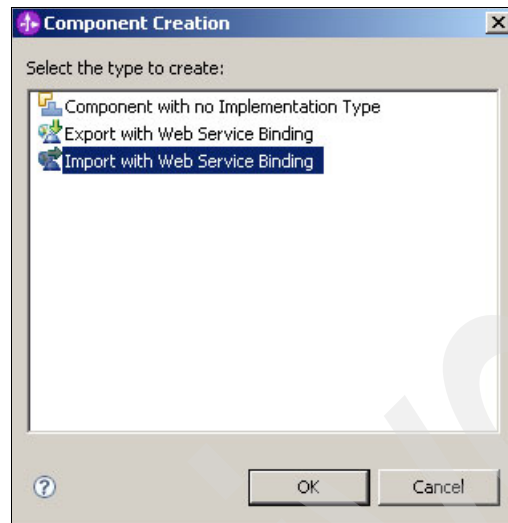 Component Creation
Select the type to create:
Component with no Implementation Type
Export with Web Service Binding
Import with Web Service Binding
OK Cancel